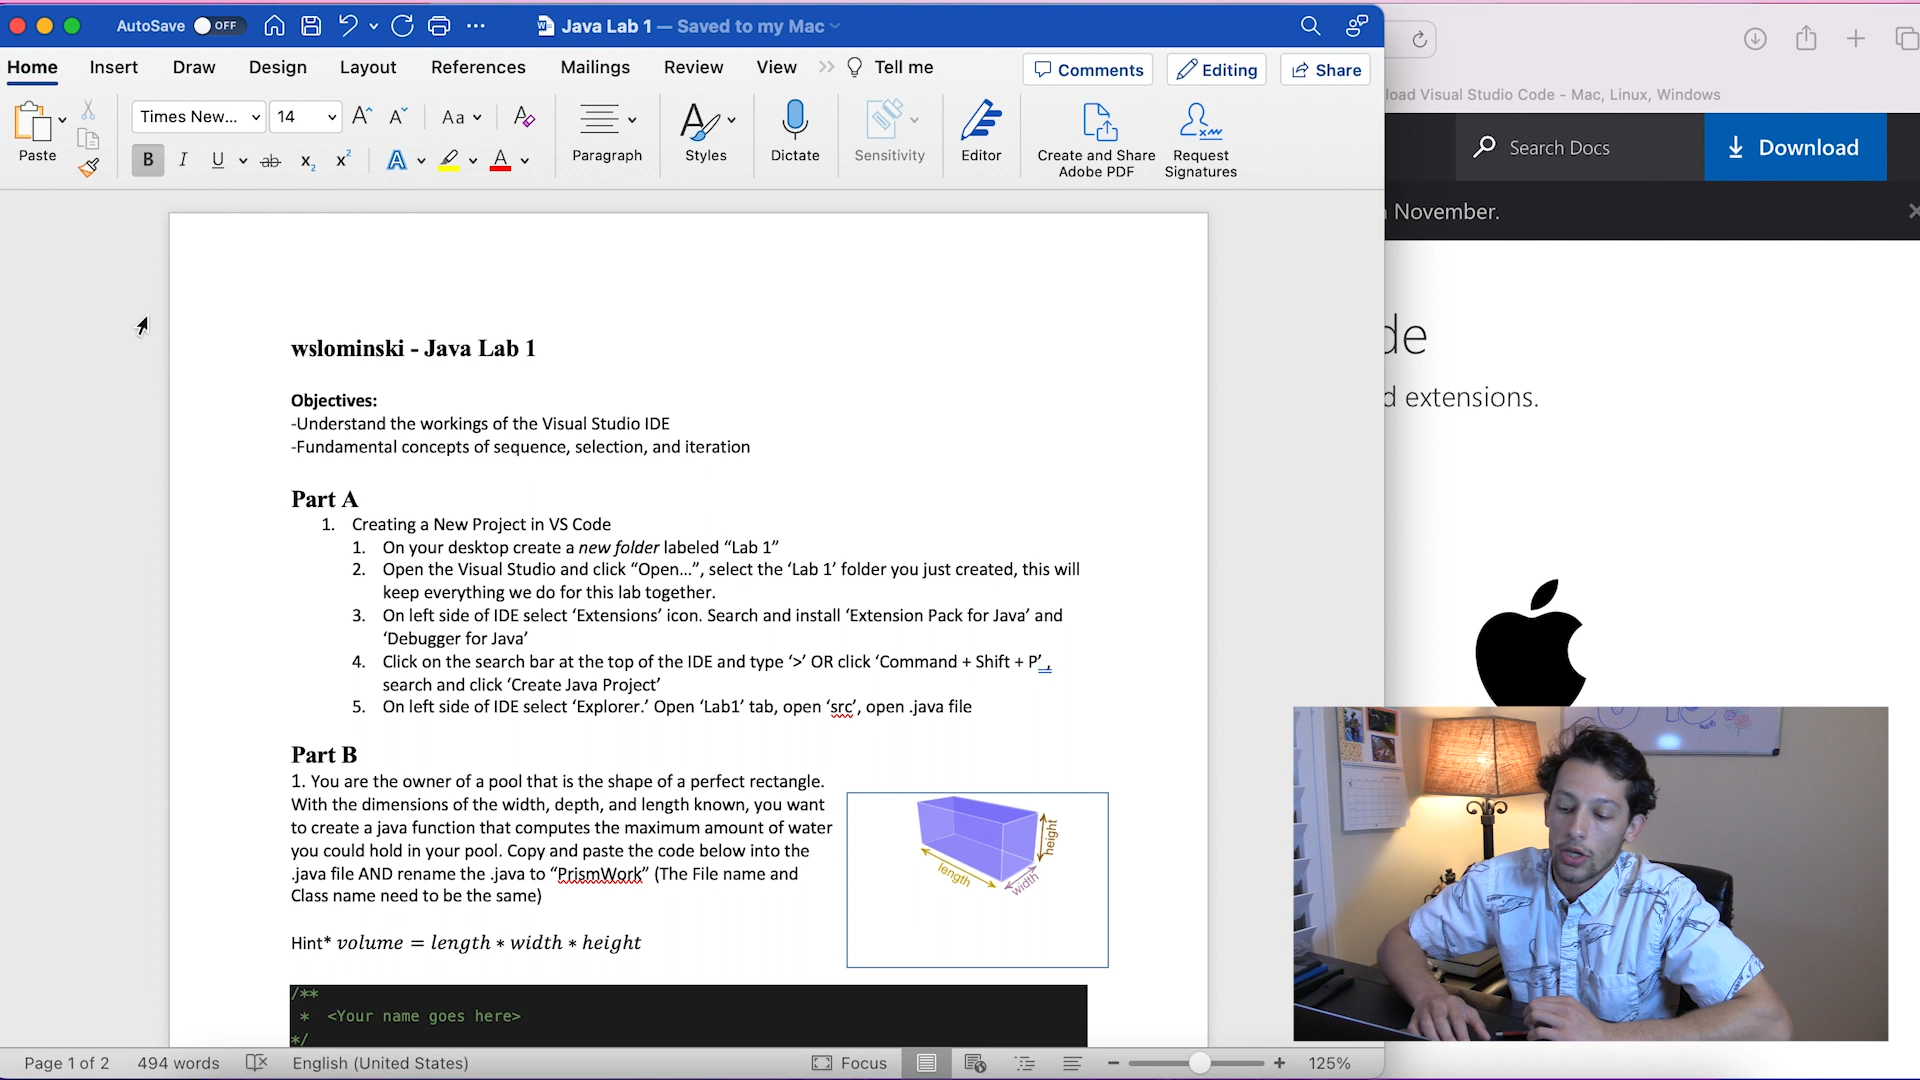 AutoSave OFF
Java Lab 1 — Saved to my Mac
Home Insert Draw Design Layout References Mailings Review View Tell me
Comments Editing Share
Times New... 14
Aa
Paste
B I U ab x₂ x² A A
Paragraph
Styles
Dictate
Sensitivity
Editor
Create and Share
Adobe PDF
Request
Signatures
load Visual Studio Code - Mac, Linux, Windows
Search Docs
Download
November.
de
d extensions.
wslominski - Java Lab 1
Objectives:
-Understand the workings of the Visual Studio IDE
-Fundamental concepts of sequence, selection, and iteration
Part A
1. Creating a New Project in VS Code
1. On your desktop create a new folder labeled “Lab 1”
2. Open the Visual Studio and click “Open…”, select the ‘Lab 1’ folder you just created, this will
keep everything we do for this lab together.
3. On left side of IDE select ‘Extensions’ icon. Search and install ‘Extension Pack for Java’ and
‘Debugger for Java’
4. Click on the search bar at the top of the IDE and type ‘>’ OR click ‘Command + Shift + P’ ,
search and click ‘Create Java Project’
5. On left side of IDE select ‘Explorer.’ Open ‘Lab1’ tab, open ‘src’, open .java file
Part B
1. You are the owner of a pool that is the shape of a perfect rectangle.
With the dimensions of the width, depth, and length known, you want
to create a java function that computes the maximum amount of water
you could hold in your pool. Copy and paste the code below into the
.java file AND rename the .java to “PrismWork” (The File name and
Class name need to be the same)
Hint* volume = length ∗ width ∗ height
length
width
height
/**
* <Your name goes here>
*/
Page 1 of 2 494 words English (United States) Focus 125%